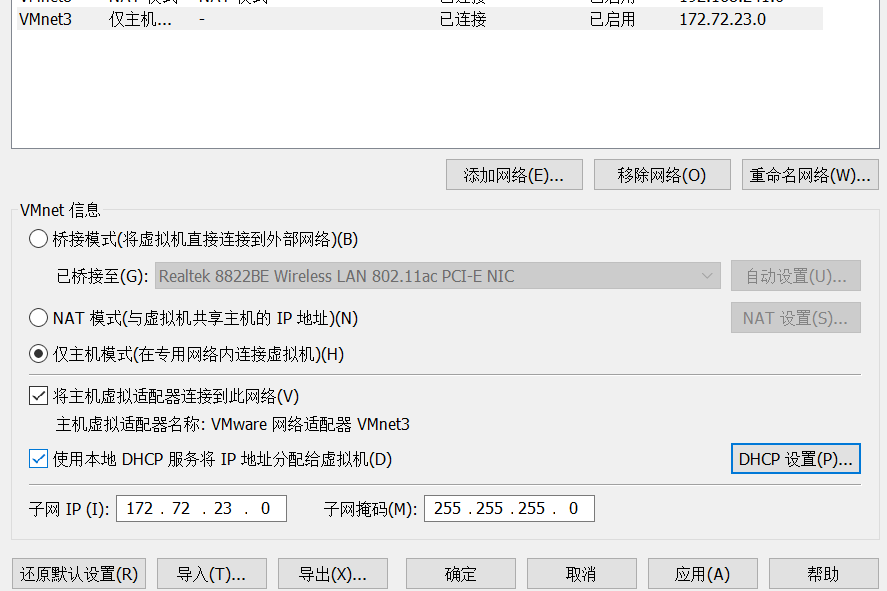 VMnet3 仅主机... - 已连接 已启用 172.72.23.0
添加网络(E)... 移除网络(O) 重命名网络(W)...
VMnet 信息
桥接模式(将虚拟机直接连接到外部网络)(B)
已桥接至(G): Realtek 8822BE Wireless LAN 802.11ac PCI-E NIC 自动设置(U)...
NAT 模式(与虚拟机共享主机的 IP 地址)(N) NAT 设置(S)...
仅主机模式(在专用网络内连接虚拟机)(H)
将主机虚拟适配器连接到此网络(V)
主机虚拟适配器名称: VMware 网络适配器 VMnet3
使用本地 DHCP 服务将 IP 地址分配给虚拟机(D) DHCP 设置(P)...
子网 IP (I): 172 . 72 . 23 . 0 子网掩码(M): 255 . 255 . 255 . 0
还原默认设置(R) 导入(T)... 导出(X)... 确定 取消 应用(A) 帮助